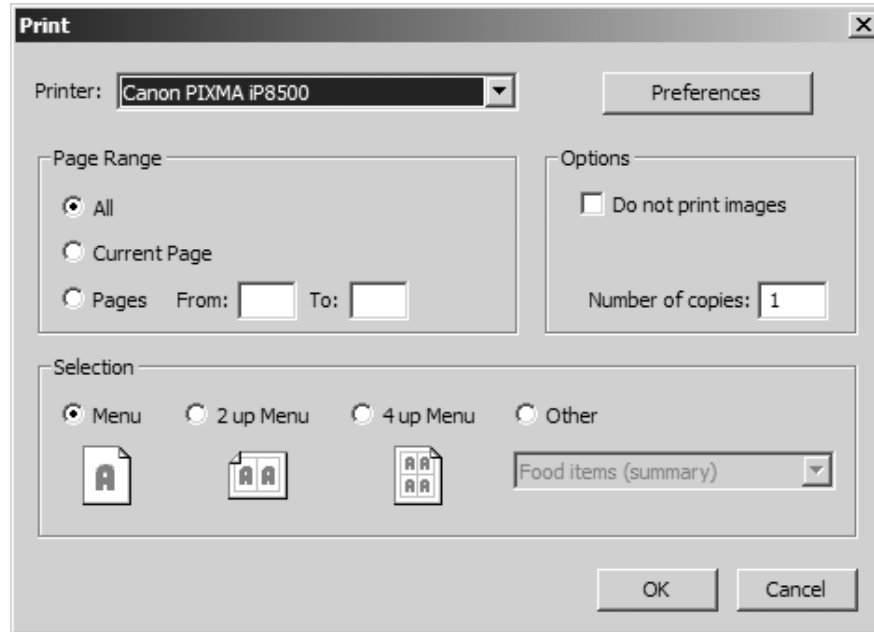 Print
Printer: Canon PIXMA iP8500 Preferences
Page Range
All
Current Page
Pages From: To:
Options
Do not print images
Number of copies: 1
Selection
Menu 2 up Menu 4 up Menu Other
A A A A A A A
Food items (summary)
OK Cancel